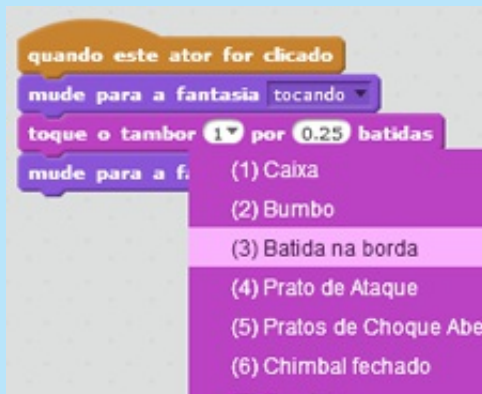 quando este ator for clicado
mude para a fantasia tocando
toque o tambor 1 por 0.25 batidas
mude para a
(1) Caixa
(2) Bumbo
(3) Batida na borda
(4) Prato de Ataque
(5) Pratos de Choque
(6) Chimbal fechado